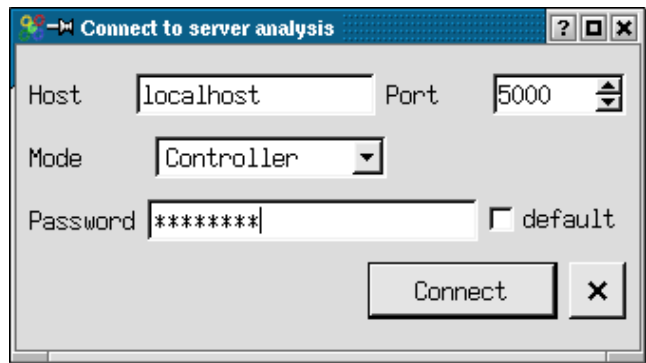 Connect to server analysis ?
Host localhost Port 5000
Mode Controller
Password ******** default
Connect